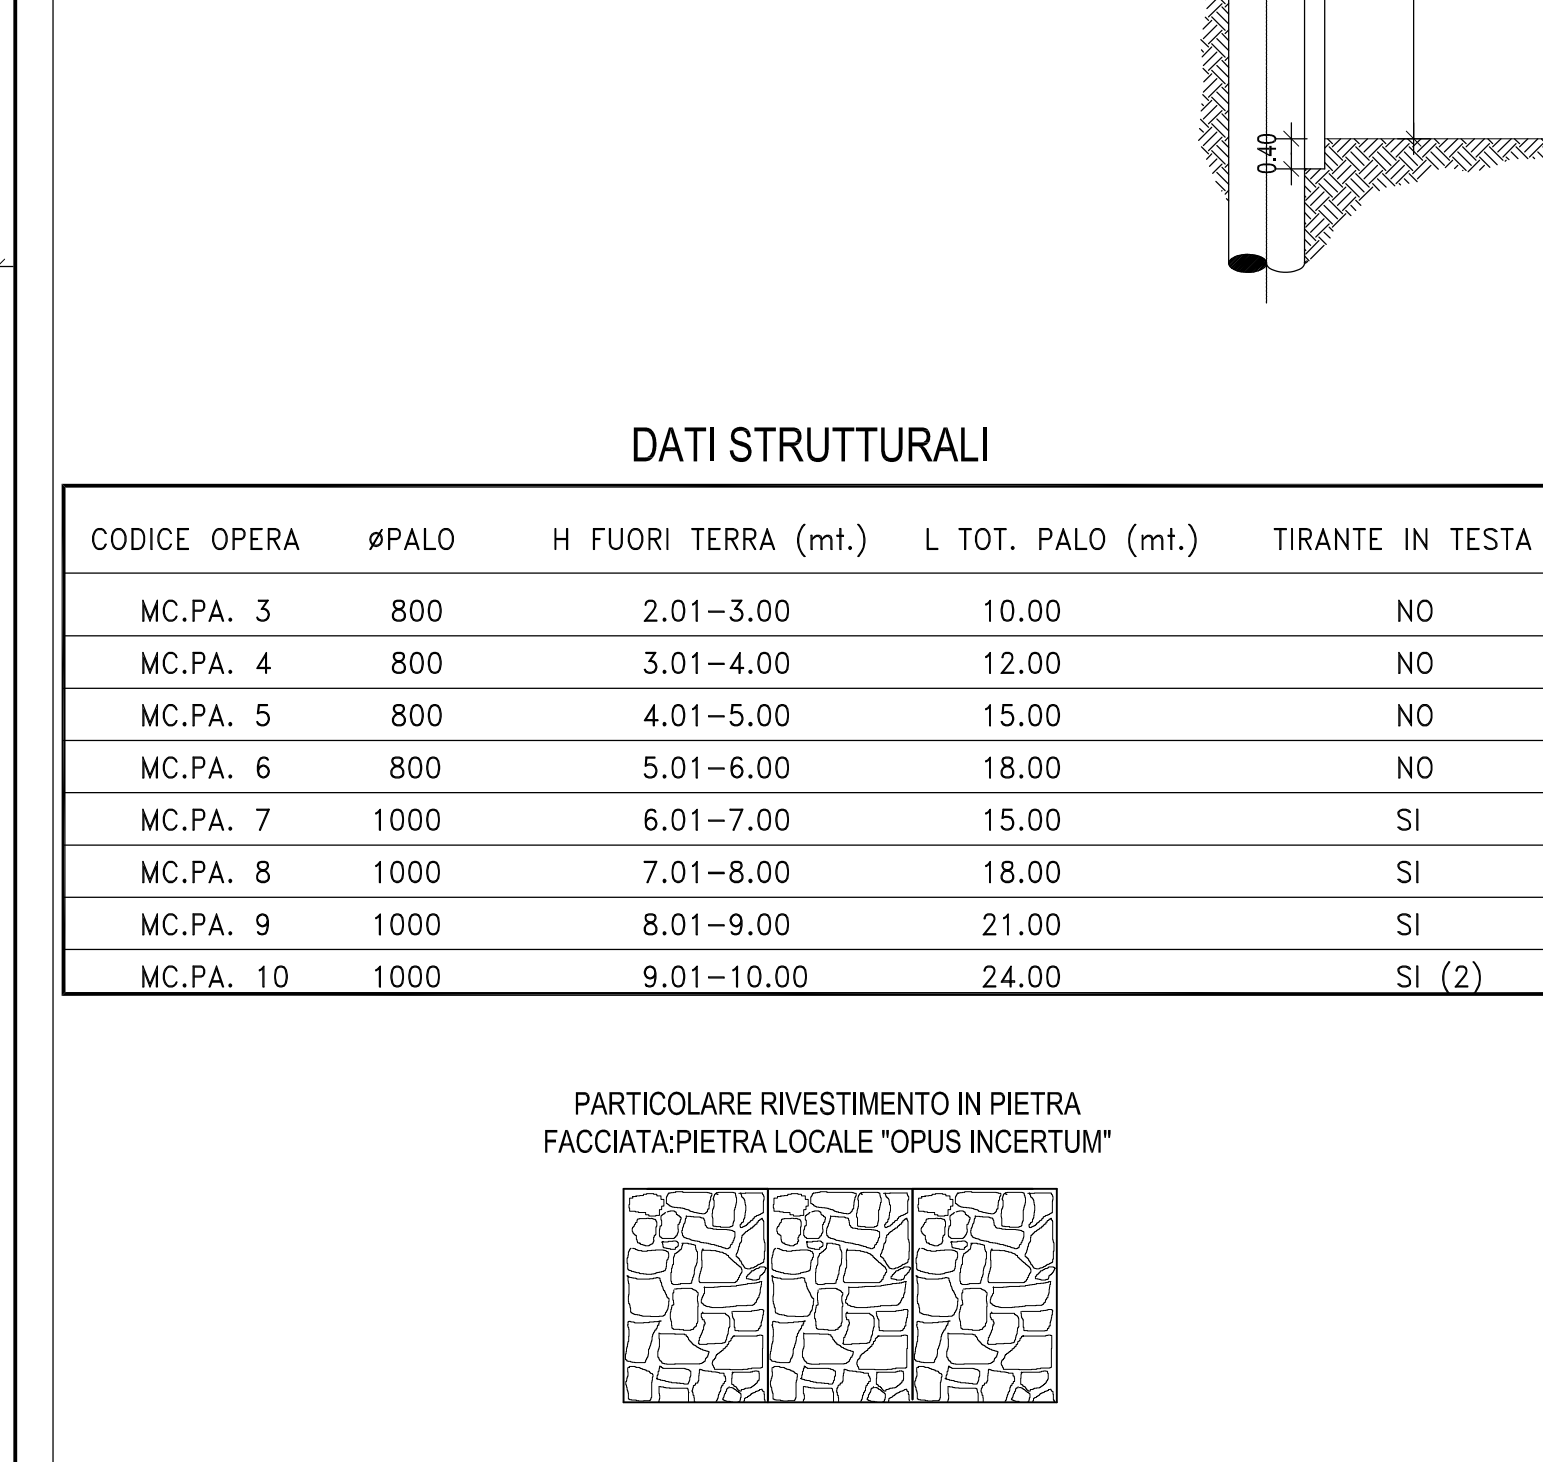 0.40
DATI STRUTTURALI
CODICE OPERA øPALO H FUORI TERRA (mt.) L TOT. PALO (mt.) TIRANTE IN TESTA
MC.PA. 3 800 2.01-3.00 10.00 NO
MC.PA. 4 800 3.01-4.00 12.00 NO
MC.PA. 5 800 4.01-5.00 15.00 NO
MC.PA. 6 800 5.01-6.00 18.00 NO
MC.PA. 7 1000 6.01-7.00 15.00 SI
MC.PA. 8 1000 7.01-8.00 18.00 SI
MC.PA. 9 1000 8.01-9.00 21.00 SI
MC.PA. 10 1000 9.01-10.00 24.00 SI (2)
PARTICOLARE RIVESTIMENTO IN PIETRA
FACCIATA:PIETRA LOCALE "OPUS INCERTUM"